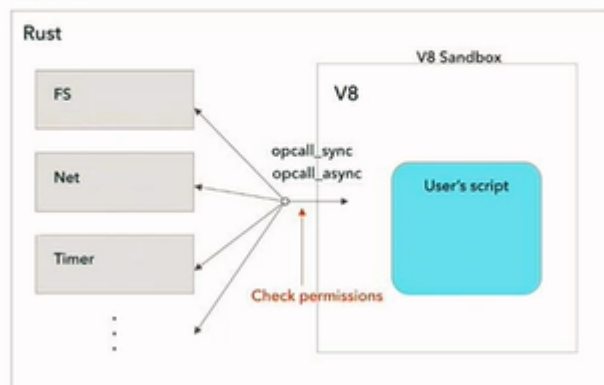 Rust
V8 Sandbox
FS
V8
opcall_sync
Net
opcall_async
User's script
Timer
Check permissions